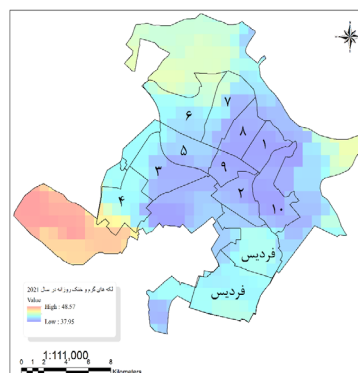 ۷
۶
۸
۱
۵
۳
۹
۴
۲
۱۰
فردیس
فردیس
لکه های گرم و خنک روزانه در سال 2021
Value
High : 48.57
Low : 37.95
1:111,000
0 1 2 4 6 8
Kilometers